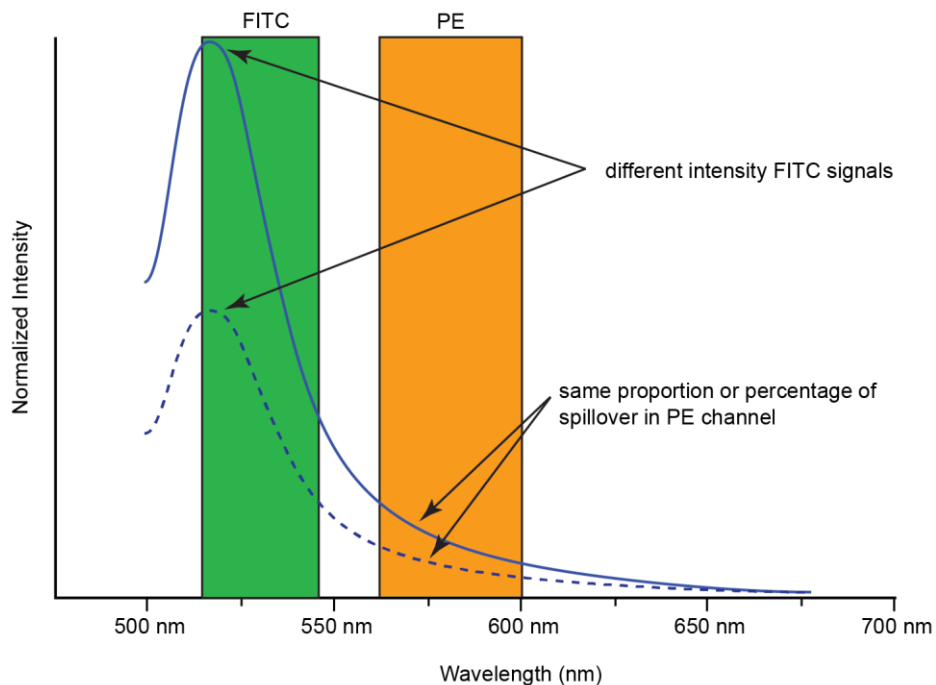 FITC
PE
different intensity FITC signals
same proportion or percentage of
spillover in PE channel
Normalized Intensity
500 nm
550 nm
600 nm
650 nm
700 nm
Wavelength (nm)